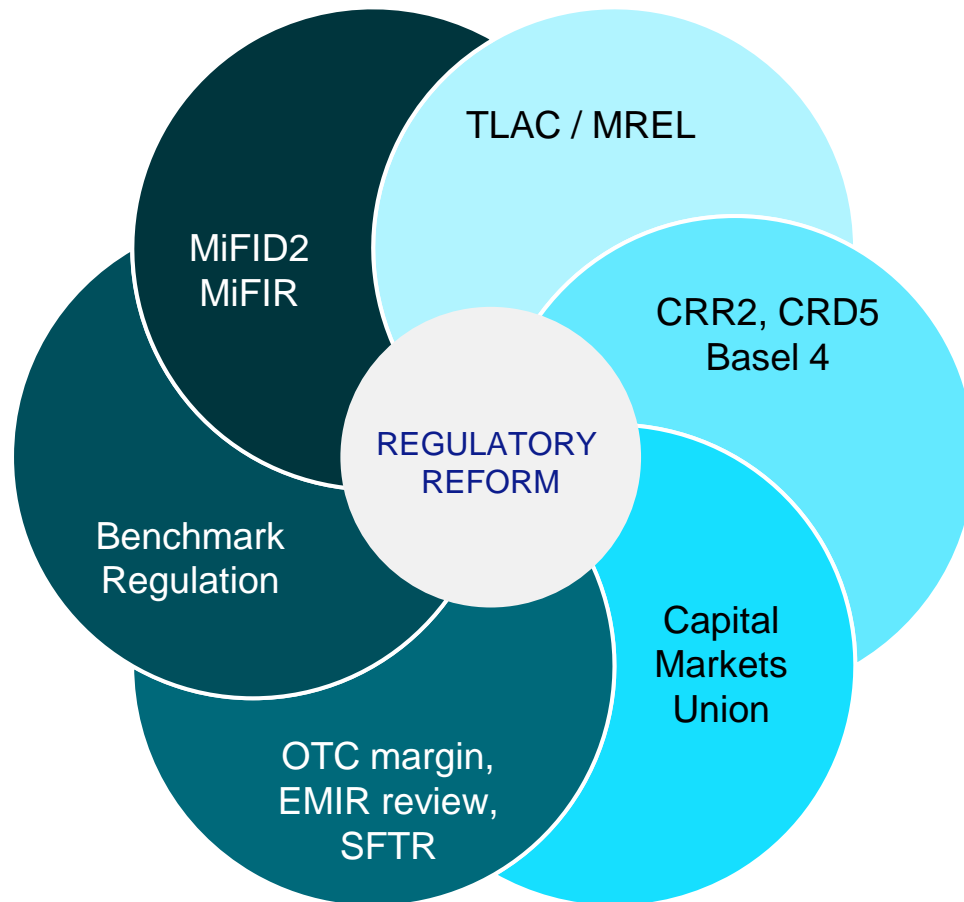 TLAC / MREL
MiFID2
MiFIR
CRR2, CRD5
Basel 4
REGULATORY
REFORM
Benchmark
Regulation
Capital
Markets
Union
OTC margin,
EMIR review,
SFTR